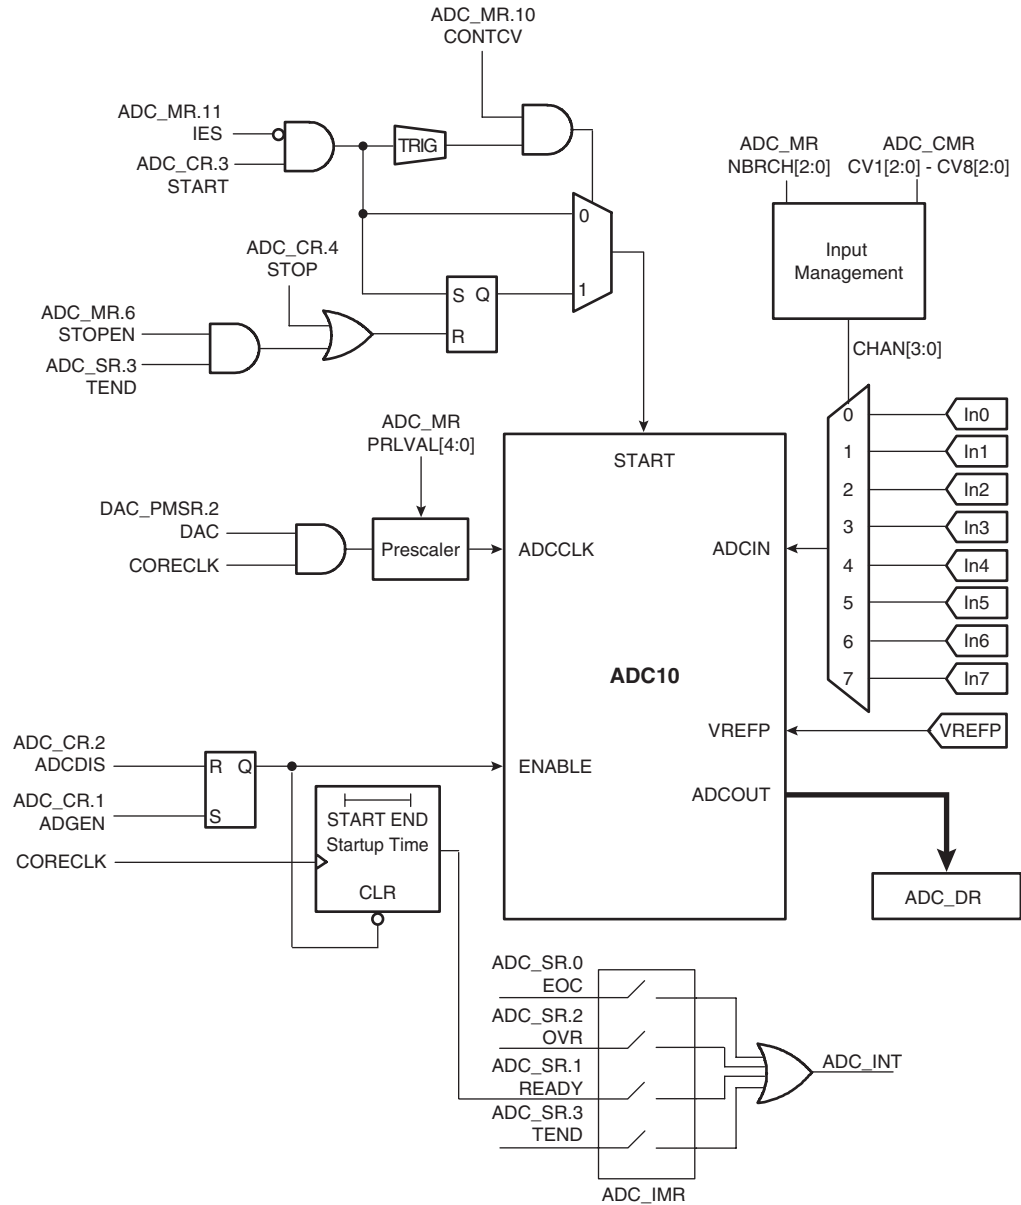 ADC_MR.10
CONTCV
ADC_MR.11
IES
ADC_CR.3
START
TRIG
ADC_MR
NBRCH[2:0]
ADC_CMR
CV1[2:0] - CV8[2:0]
0
1
Input
Management
ADC_CR.4
STOP
S Q
R
ADC_MR.6
STOPEN
ADC_SR.3
TEND
CHAN[3:0]
0
1
2
3
4
5
6
7
In0
In1
In2
In3
In4
In5
In6
In7
ADC_MR
PRLVAL[4:0]
START
DAC_PMSR.2
DAC
CORECLK
Prescaler
ADCCLK
ADCIN
ADC10
VREFP
VREFP
ADC_CR.2
ADCDIS
R Q
S
ENABLE
ADCOUT
ADC_CR.1
ADGEN
START END
Startup Time
CLR
CORECLK
ADC_DR
ADC_SR.0
EOC
ADC_SR.2
OVR
ADC_SR.1
READY
ADC_SR.3
TEND
ADC_INT
ADC_IMR